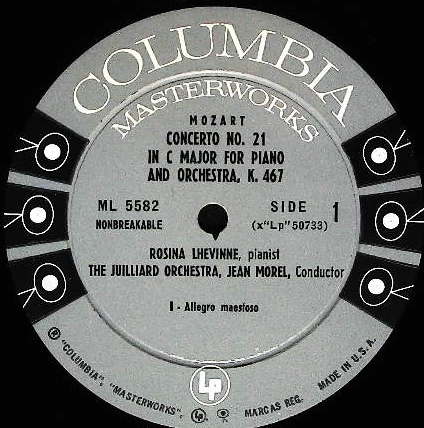 COLUMBIA
MASTERWORKS
MOZART
CONCERTO NO. 21
IN C MAJOR FOR PIANO
AND ORCHESTRA, K. 467
ML 5582
NONBREAKABLE
SIDE 1
(x"Lp"50733)
ROSINA LHEVINNE, pianist
THE JUILLIARD ORCHESTRA, JEAN MOREL, Conductor
I - Allegro maestoso
Lp
® "COLUMBIA", "MASTERWORKS", MARCAS REG. MADE IN U.S.A.